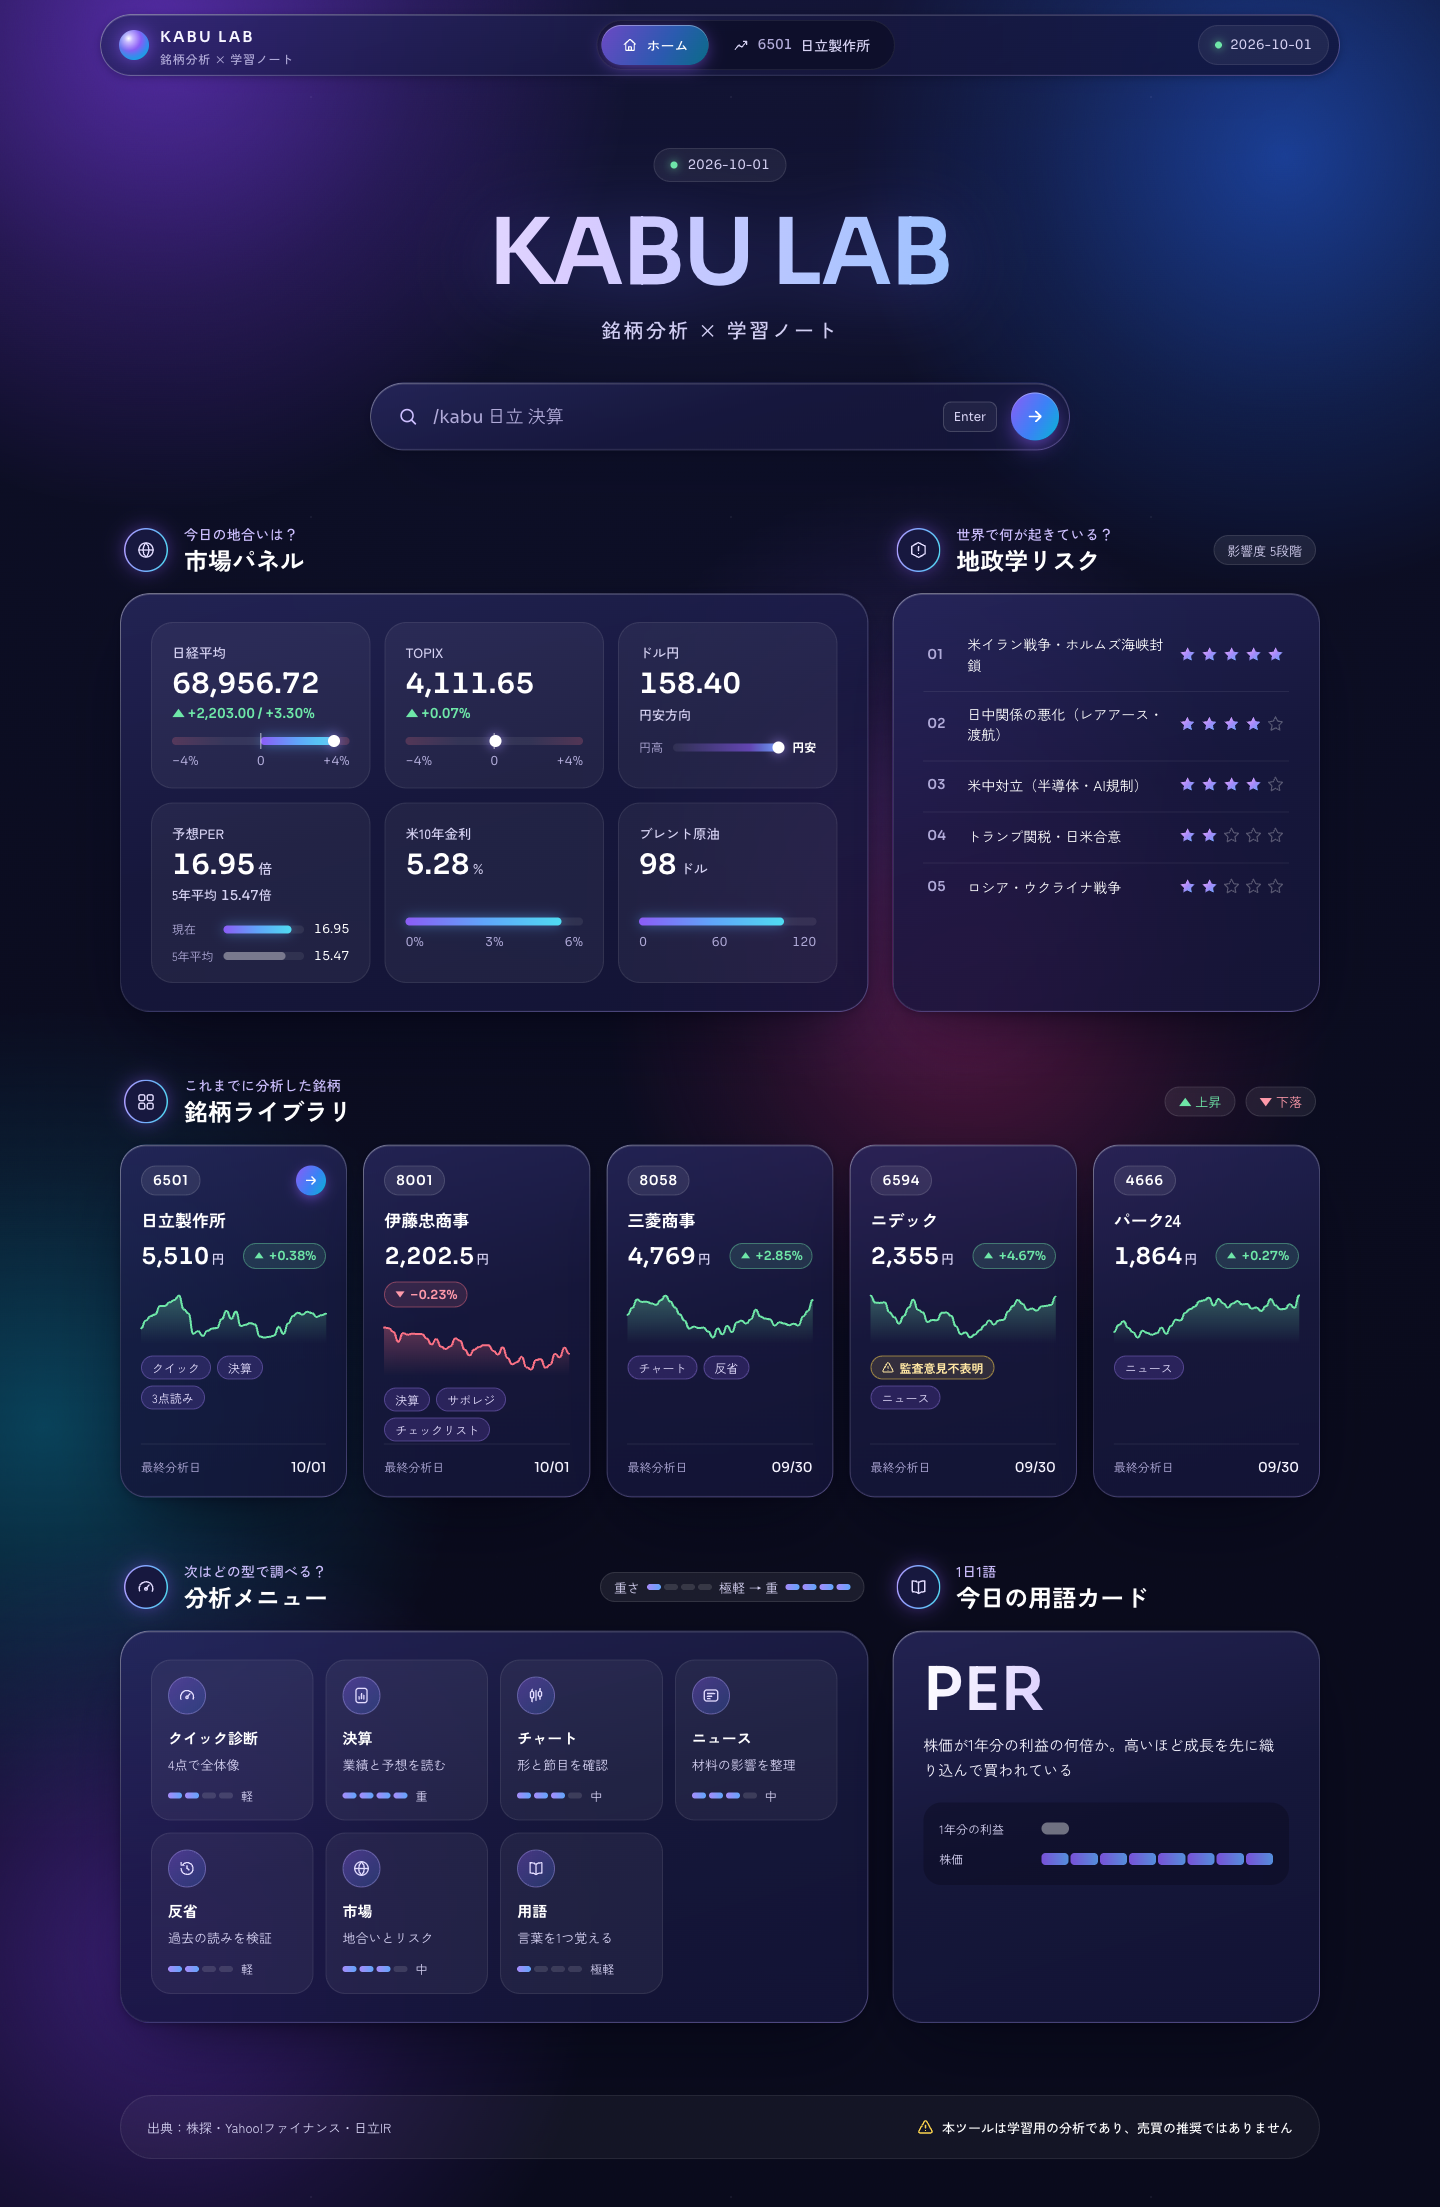 KABU LAB
銘柄分析 × 学習ノート
ホーム
6501 日立製作所
2026-10-01
2026-10-01
KABU LAB
銘柄分析 × 学習ノート
/kabu 日立 決算
Enter
今日の地合いは？
市場パネル
日経平均
68,956.72
▲+2,203.00 / +3.30%
−4% 0 +4%
TOPIX
4,111.65
▲+0.07%
−4% 0 +4%
ドル円
158.40
円安方向
円高 円安
予想PER
16.95倍
5年平均 15.47倍
現在 16.95
5年平均 15.47
米10年金利
5.28%
0% 3% 6%
ブレント原油
98ドル
0 60 120
世界で何が起きている？
地政学リスク
影響度 5段階
01 米イラン戦争・ホルムズ海峡封
鎖
★★★★★
02 日中関係の悪化（レアアース・
渡航）
★★★★☆
03 米中対立（半導体・AI規制） ★★★★☆
04 トランプ関税・日米合意 ★★☆☆☆
05 ロシア・ウクライナ戦争 ★★☆☆☆
これまでに分析した銘柄
銘柄ライブラリ
▲上昇
▼下落
6501
日立製作所
5,510円 ▲ +0.38%
クイック 決算
3点読み
最終分析日 10/01
8001
伊藤忠商事
2,202.5円
▼ −0.23%
決算 サポレジ
チェックリスト
最終分析日 10/01
8058
三菱商事
4,769円 ▲ +2.85%
チャート 反省
最終分析日 09/30
6594
ニデック
2,355円 ▲ +4.67%
監査意見不表明
ニュース
最終分析日 09/30
4666
パーク24
1,864円 ▲ +0.27%
ニュース
最終分析日 09/30
次はどの型で調べる？
分析メニュー
重さ 極軽 → 重
クイック診断
4点で全体像
軽
決算
業績と予想を読む
重
チャート
形と節目を確認
中
ニュース
材料の影響を整理
中
反省
過去の読みを検証
軽
市場
地合いとリスク
中
用語
言葉を1つ覚える
極軽
1日1語
今日の用語カード
PER
株価が1年分の利益の何倍か。高いほど成長を先に織
り込んで買われている
1年分の利益
株価
出典：株探・Yahoo!ファイナンス・日立IR
本ツールは学習用の分析であり、売買の推奨ではありません